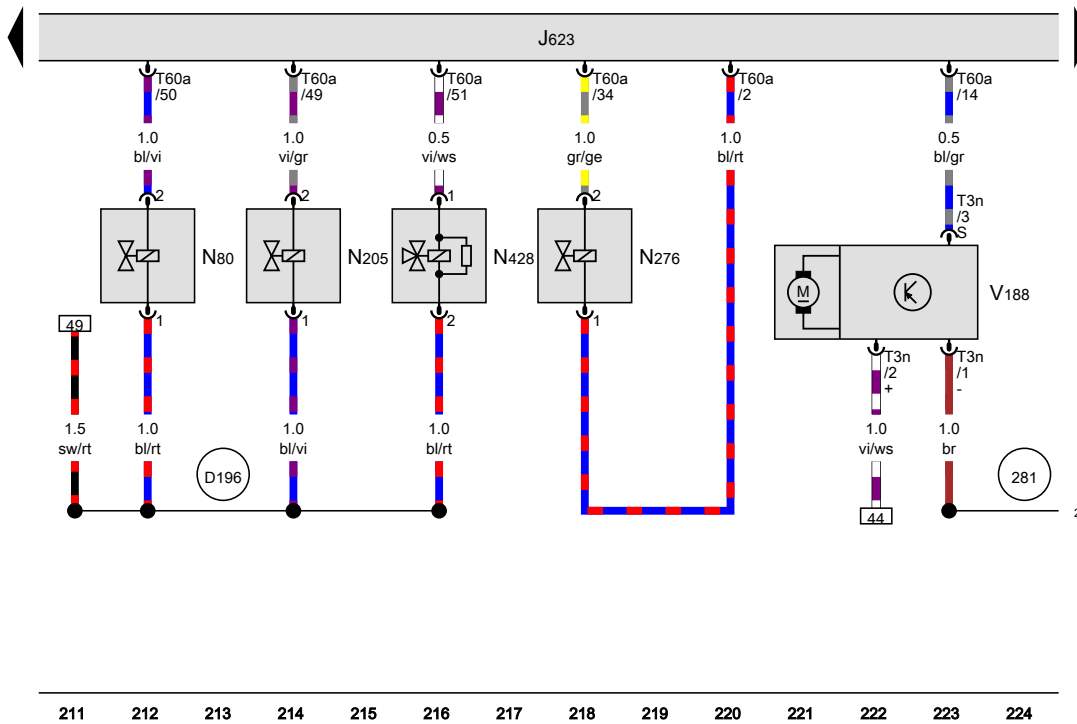 J623
T60a T60a T60a T60a T60a T60a
/50 /49 /51 /34 /2 /14
1.0 1.0 0.5 1.0 1.0 0.5
bl/vi vi/gr vi/ws gr/ge bl/rt bl/gr
2 2 1 2 T3n
/3
S
N80 N205 N428 N276 M V188
49 1 1 2 1
T3n T3n
/2 /1
+ -
1.5 1.0 1.0 1.0 1.0 1.0
sw/rt bl/rt bl/vi bl/rt vi/ws br
D196 281
44
211 212 213 214 215 216 217 218 219 220 221 222 223 224